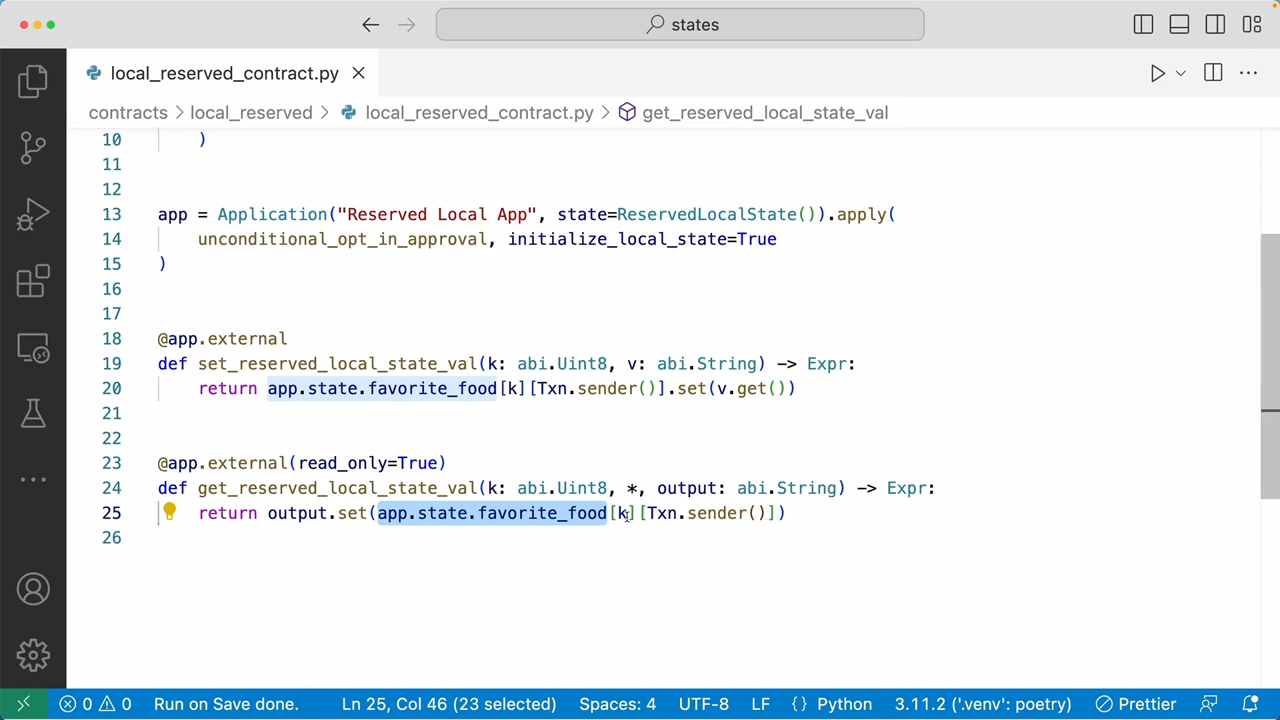 states
local_reserved_contract.py
contracts > local_reserved > local_reserved_contract.py > get_reserved_local_state_val
10 )
11
12
13 app = Application("Reserved Local App", state=ReservedLocalState()).apply(
14 unconditional_opt_in_approval, initialize_local_state=True
15 )
16
17
18 @app.external
19 def set_reserved_local_state_val(k: abi.Uint8, v: abi.String) -> Expr:
20 return app.state.favorite_food[k][Txn.sender()].set(v.get())
21
22
23 @app.external(read_only=True)
24 def get_reserved_local_state_val(k: abi.Uint8, *, output: abi.String) -> Expr:
25 return output.set(app.state.favorite_food[k][Txn.sender()])
26
0 0 Run on Save done. Ln 25, Col 46 (23 selected) Spaces: 4 UTF-8 LF {} Python 3.11.2 ('.venv': poetry) Prettier